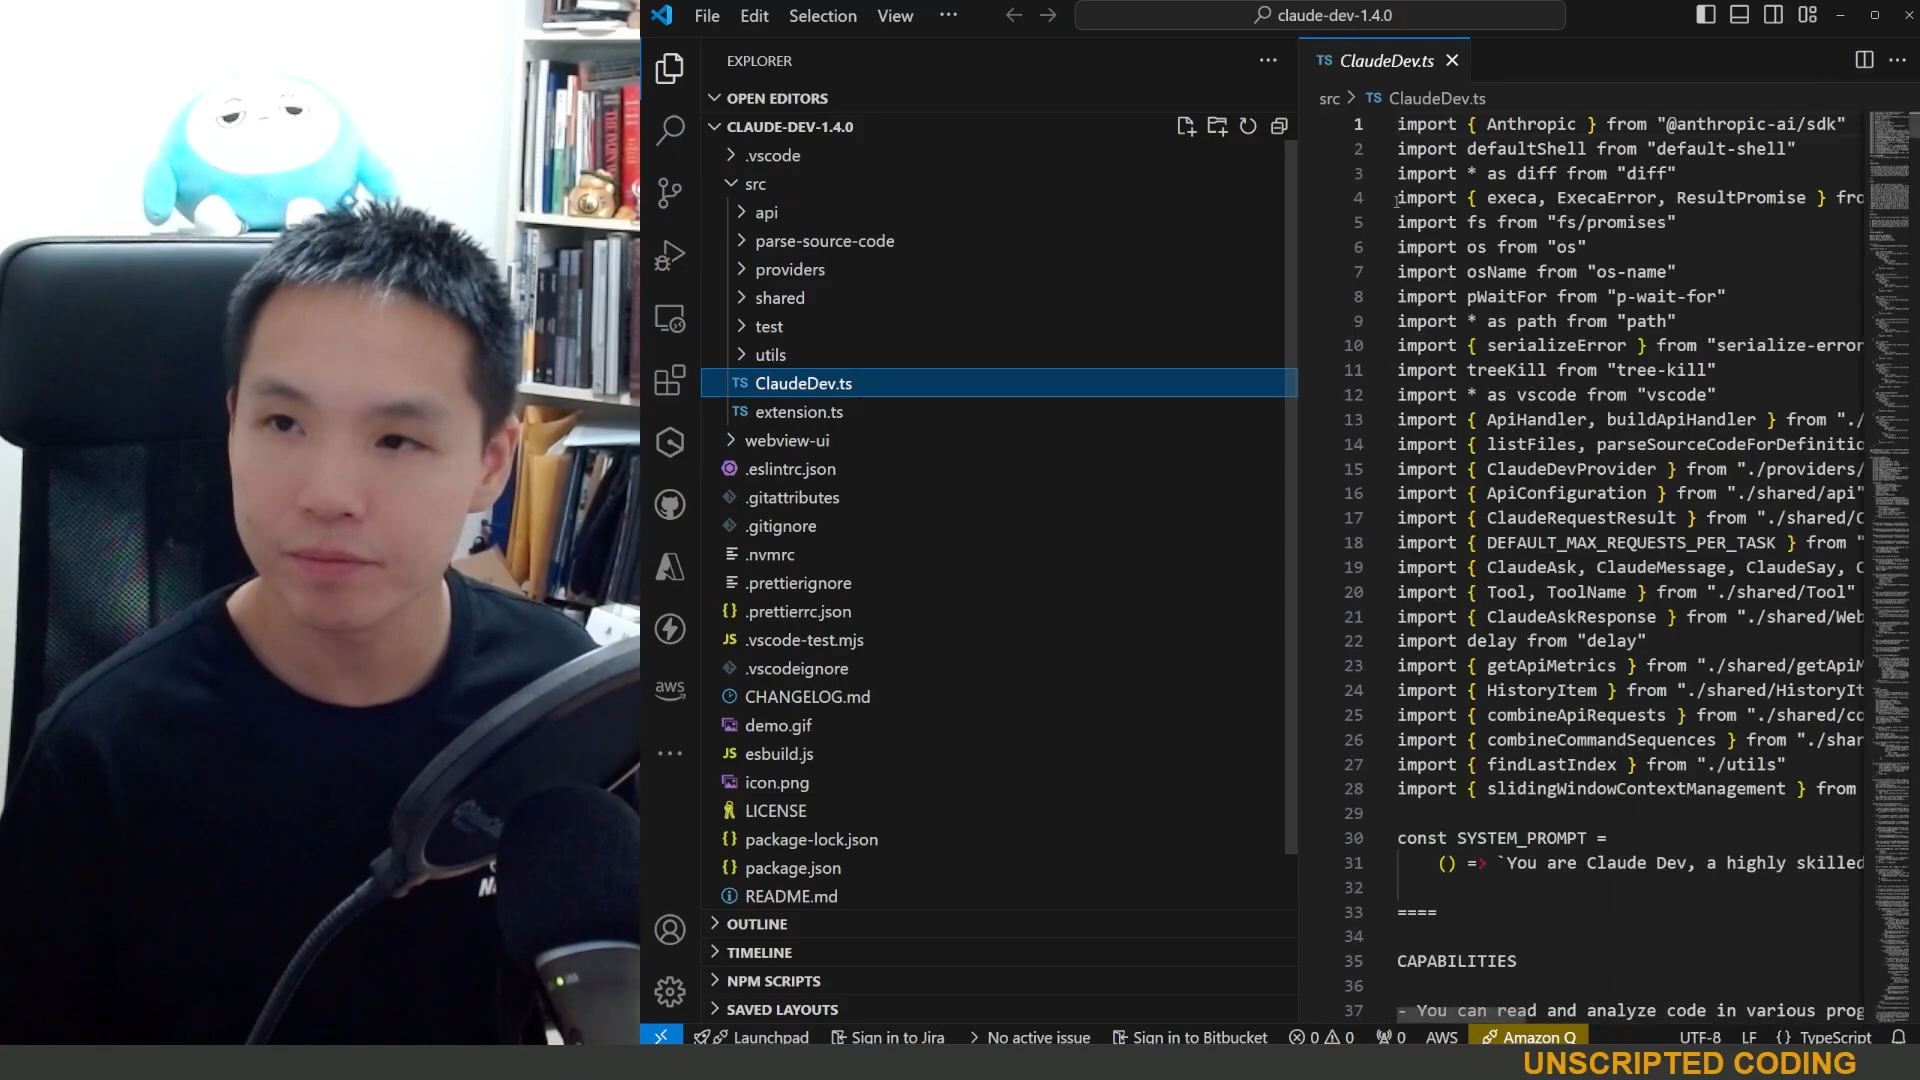 File Edit Selection View ··· claude-dev-1.4.0
EXPLORER
OPEN EDITORS
CLAUDE-DEV-1.4.0
.vscode
src
api
parse-source-code
providers
shared
test
utils
TS ClaudeDev.ts
TS extension.ts
webview-ui
.eslintrc.json
.gitattributes
.gitignore
.nvmrc
.prettierignore
{} .prettierrc.json
JS .vscode-test.mjs
.vscodeignore
CHANGELOG.md
demo.gif
JS esbuild.js
icon.png
LICENSE
{} package-lock.json
{} package.json
README.md
OUTLINE
TIMELINE
NPM SCRIPTS
SAVED LAYOUTS
aws
TS ClaudeDev.ts
src > TS ClaudeDev.ts
1 import { Anthropic } from "@anthropic-ai/sdk"
2 import defaultShell from "default-shell"
3 import * as diff from "diff"
4 import { execa, ExecaError, ResultPromise } fro
5 import fs from "fs/promises"
6 import os from "os"
7 import osName from "os-name"
8 import pWaitFor from "p-wait-for"
9 import * as path from "path"
10 import { serializeError } from "serialize-error
11 import treeKill from "tree-kill"
12 import * as vscode from "vscode"
13 import { ApiHandler, buildApiHandler } from "./
14 import { listFiles, parseSourceCodeForDefinitio
15 import { ClaudeDevProvider } from "./providers/
16 import { ApiConfiguration } from "./shared/api"
17 import { ClaudeRequestResult } from "./shared/C
18 import { DEFAULT_MAX_REQUESTS_PER_TASK } from "
19 import { ClaudeAsk, ClaudeMessage, ClaudeSay, C
20 import { Tool, ToolName } from "./shared/Tool"
21 import { ClaudeAskResponse } from "./shared/Web
22 import delay from "delay"
23 import { getApiMetrics } from "./shared/getApiM
24 import { HistoryItem } from "./shared/HistoryIt
25 import { combineApiRequests } from "./shared/co
26 import { combineCommandSequences } from "./shar
27 import { findLastIndex } from "./utils"
28 import { slidingWindowContextManagement } from
29
30 const SYSTEM_PROMPT =
31 () => `You are Claude Dev, a highly skilled
32
33 ====
34
35 CAPABILITIES
36
37 - You can read and analyze code in various prog
Launchpad Sign in to Jira > No active issue Sign in to Bitbucket 0 0 0 AWS Amazon Q UTF-8 LF {} TypeScript
UNSCRIPTED CODING